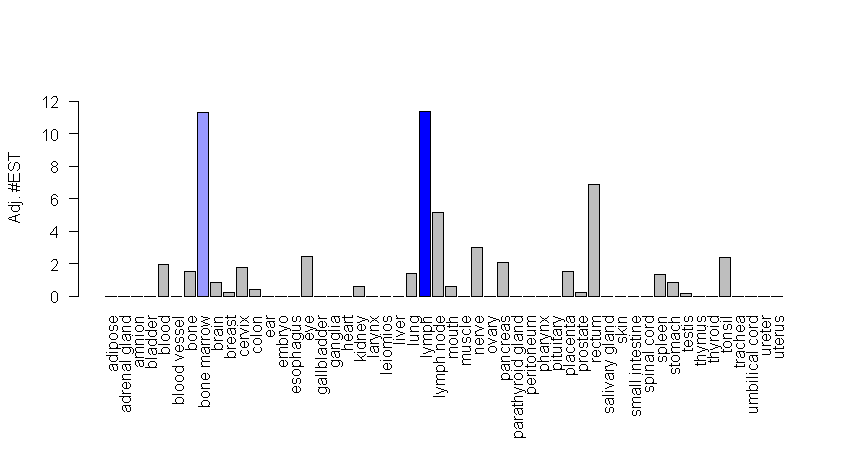 Adj. #EST
12
10
8
6
4
2
0
adipose
adrenal gland
amnion
bladder
blood
blood vessel
bone
bone marrow
brain
breast
cervix
colon
ear
embryo
esophagus
eye
gallbladder
ganglia
heart
kidney
larynx
leiomios
liver
lung
lymph
lymph node
mouth
muscle
nerve
ovary
pancreas
parathyroid gland
peritoneum
pharynx
pituitary
placenta
prostate
rectum
salivary gland
skin
small intestine
spinal cord
spleen
stomach
testis
thymus
thyroid
tonsil
trachea
umbilical cord
ureter
uterus